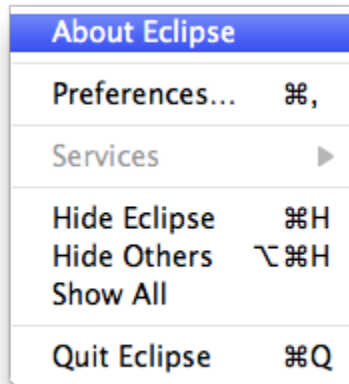 About Eclipse
Preferences... ⌘,
Services ▶
Hide Eclipse ⌘H
Hide Others ⌥⌘H
Show All
Quit Eclipse ⌘Q